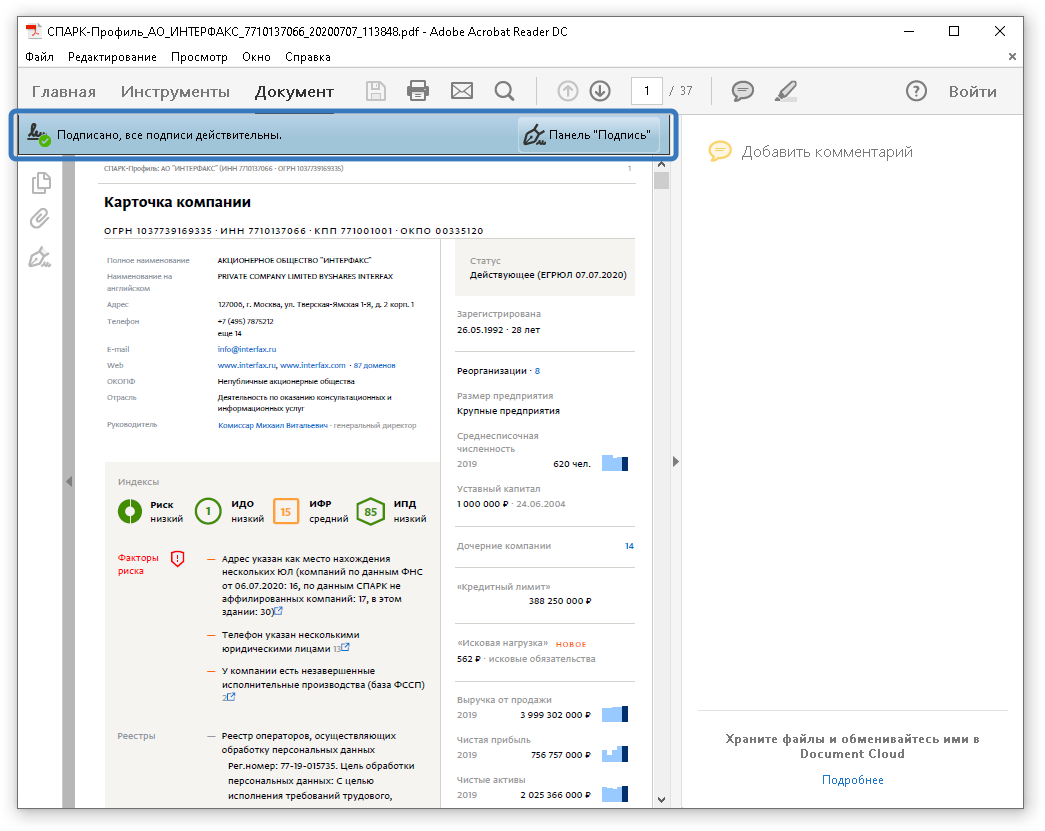 СПАРК-Профиль_АО_ИНТЕРФАКС_7710137066_20200707_113848.pdf - Adobe Acrobat Reader DC
Файл Редактирование Просмотр Окно Справка
Главная Инструменты Документ 1 / 37 Войти
Подписано, все подписи действительны. Панель "Подпись"
Добавить комментарий
СПАРК-Профиль: АО "ИНТЕРФАКС" (ИНН 7710137066 · ОГРН 1037739169335) 1
Карточка компании
ОГРН 1037739169335 · ИНН 7710137066 · КПП 771001001 · ОКПО 00335120
Полное наименование АКЦИОНЕРНОЕ ОБЩЕСТВО "ИНТЕРФАКС"
Наименование на английском PRIVATE COMPANY LIMITED BYSHARES INTERFAX
Адрес 127006, г. Москва, ул. Тверская-Ямская 1-Я, д. 2 корп. 1
Телефон +7 (495) 7875212
еще 14
E-mail info@interfax.ru
Web www.interfax.ru, www.interfax.com · 87 доменов
ОКОПФ Непубличные акционерные общества
Отрасль Деятельность по оказанию консультационных и
информационных услуг
Руководитель Комиссар Михаил Витальевич · генеральный директор
Индексы
Риск низкий
1 ИДО низкий
15 ИФР средний
85 ИПД низкий
Факторы
риска
— Адрес указан как место нахождения
нескольких ЮЛ (компаний по данным ФНС
от 06.07.2020: 16, по данным СПАРК не
аффилированных компаний: 17, в этом
здании: 30)
— Телефон указан несколькими
юридическими лицами 13
— У компании есть незавершенные
исполнительные производства (база ФССП)
2
Реестры — Реестр операторов, осуществляющих
обработку персональных данных
Рег.номер: 77-19-015735. Цель обработки
персональных данных: С целью
исполнения требований трудового,
Статус
Действующее (ЕГРЮЛ 07.07.2020)
Зарегистрирована
26.05.1992 · 28 лет
Реорганизации · 8
Размер предприятия
Крупные предприятия
Среднесписочная
численность
2019 620 чел.
Уставный капитал
1 000 000 ₽ · 24.06.2004
Дочерние компании 14
«Кредитный лимит»
388 250 000 ₽
«Исковая нагрузка» НОВОЕ
562 ₽ · исковые обязательства
Выручка от продажи
2019 3 999 302 000 ₽
Чистая прибыль
2019 756 757 000 ₽
Чистые активы
2019 2 025 366 000 ₽
Храните файлы и обменивайтесь ими в
Document Cloud
Подробнее